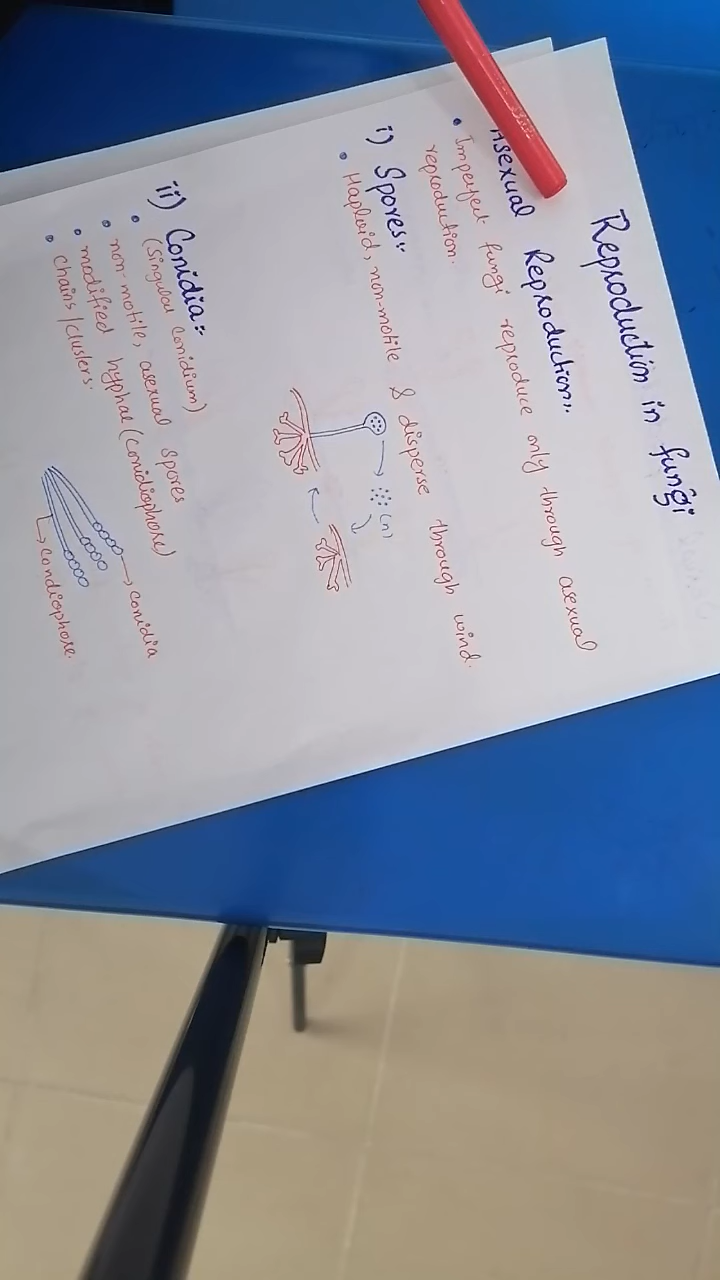 Reproduction in fungi
Asexual Reproduction:
• Imperfect fungi reproduce only through asexual
reproduction.
i) Spores:
• Haploid, non-motile & disperse through wind.
(n)
ii) Conidia:
• (Singular Conidium)
• non-motile, asexual spores
• modified hyphae (Conidiophore)
• chains/clusters.
conidia
condiophore.